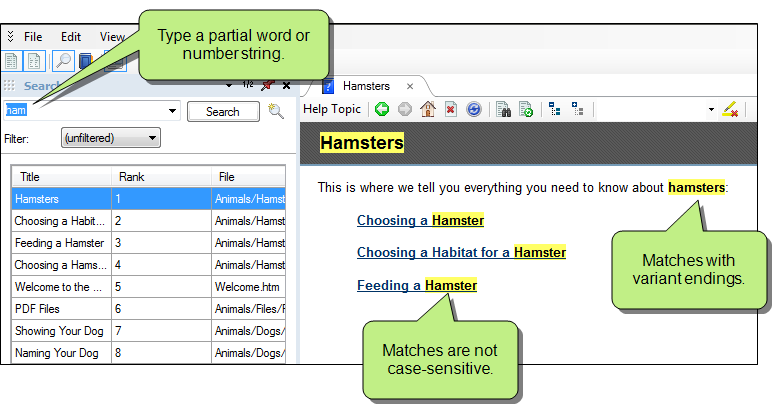 File Edit View
Type a partial word or
number string.
Search
1/2
Hamsters
ham
Search
Help Topic
Filter:
(unfiltered)
Hamsters
Title Rank File
This is where we tell you everything you need to know about hamsters:
Hamsters 1 Animals/Hamst
Choosing a Habit... 2 Animals/Hamst
Choosing a Hamster
Feeding a Hamster 3 Animals/Hamst
Choosing a Habitat for a Hamster
Choosing a Hams... 4 Animals/Hamst
Matches with
variant endings.
Welcome to the ... 5 Welcome.htm
Feeding a Hamster
PDF Files 6 Animals/Files/F
Showing Your Dog 7 Animals/Dogs/
Naming Your Dog 8 Animals/Dogs/
Matches are not
case-sensitive.